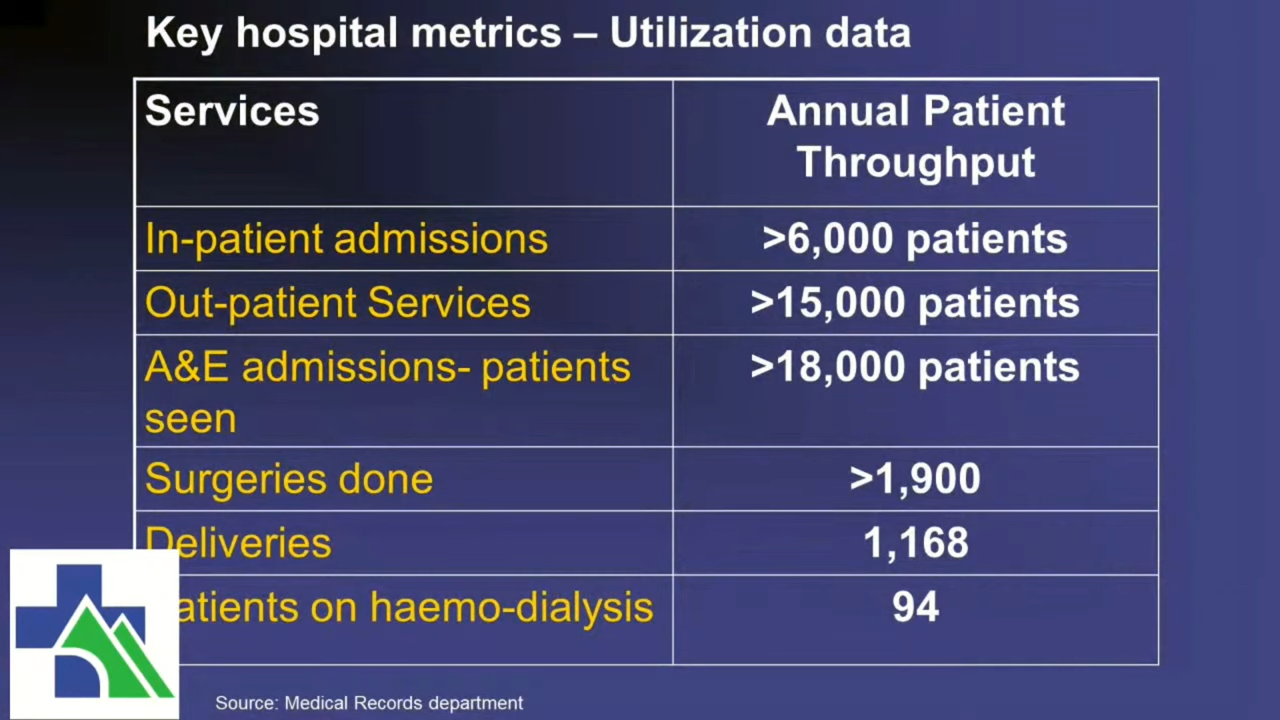 Key hospital metrics – Utilization data
Services
Annual Patient
Throughput
In-patient admissions
>6,000 patients
Out-patient Services
>15,000 patients
A&E admissions- patients
seen
>18,000 patients
Surgeries done
>1,900
Deliveries
1,168
atients on haemo-dialysis
94
Source: Medical Records department